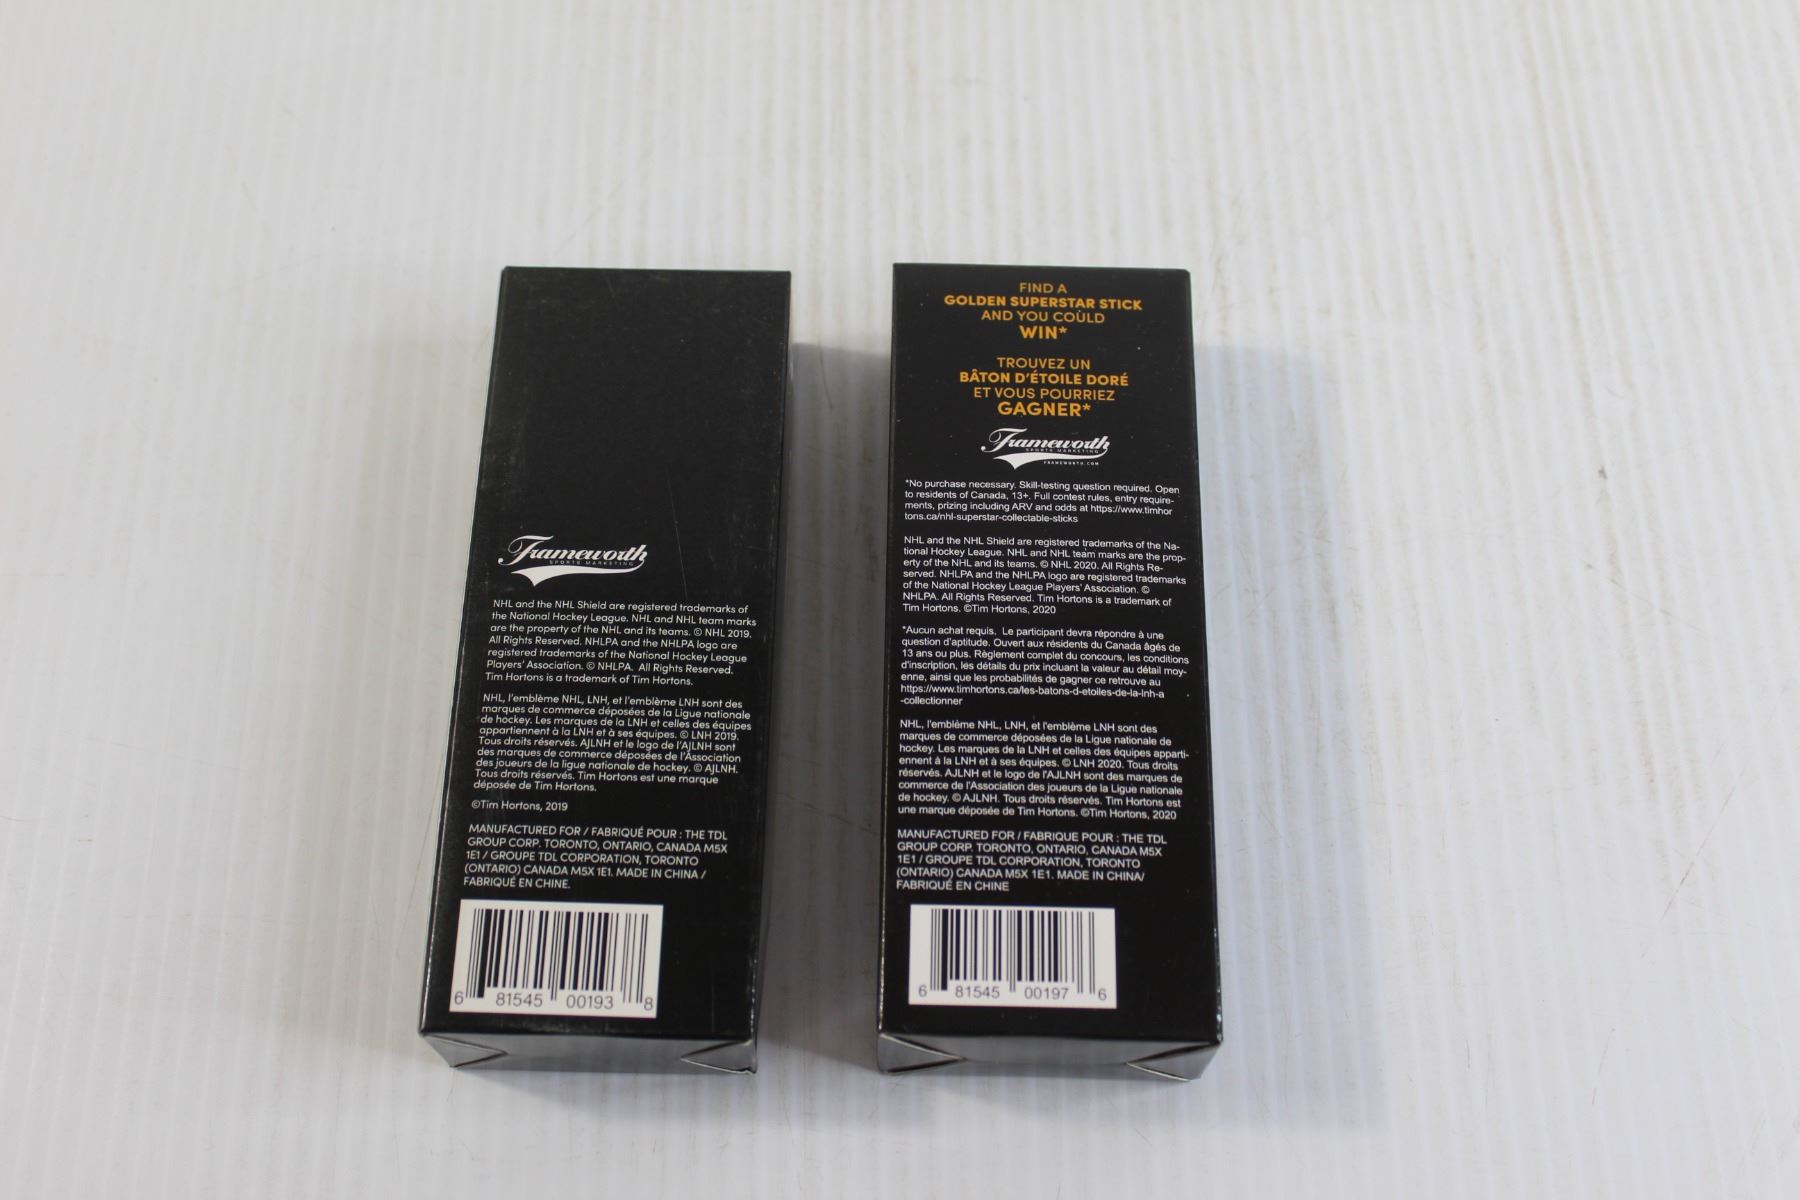 Frameworth
SPORTS MARKETING
NHL and the NHL Shield are registered trademarks of
the National Hockey League. NHL and NHL team marks
are the property of the NHL and its teams. © NHL 2019.
All Rights Reserved. NHLPA and the NHLPA logo are
registered trademarks of the National Hockey League
Players' Association. © NHLPA. All Rights Reserved.
Tim Hortons is a trademark of Tim Hortons.
NHL, l'emblème NHL, LNH, et l'emblème LNH sont des
marques de commerce déposées de la Ligue nationale
de hockey. Les marques de la LNH et celles des équipes
appartiennent à la LNH et à ses équipes. © LNH 2019.
Tous droits réservés. AJLNH et le logo de l'AJLNH sont
des marques de commerce déposées de l'Association
des joueurs de la ligue nationale de hockey. © AJLNH.
Tous droits réservés. Tim Hortons est une marque
déposée de Tim Hortons.
©Tim Hortons, 2019
MANUFACTURED FOR / FABRIQUÉ POUR : THE TDL
GROUP CORP. TORONTO, ONTARIO, CANADA M5X
1E1 / GROUPE TDL CORPORATION, TORONTO
(ONTARIO) CANADA M5X 1E1. MADE IN CHINA /
FABRIQUÉ EN CHINE.
6 81545 00193 8
FIND A
GOLDEN SUPERSTAR STICK
AND YOU COULD
WIN*
TROUVEZ UN
BÂTON D'ÉTOILE DORÉ
ET VOUS POURRIEZ
GAGNER*
Frameworth
SPORTS MARKETING
FRAMEWORTH.COM
*No purchase necessary. Skill-testing question required. Open
to residents of Canada, 13+. Full contest rules, entry require-
ments, prizing including ARV and odds at https://www.timhor
tons.ca/nhl-superstar-collectable-sticks
NHL and the NHL Shield are registered trademarks of the Na-
tional Hockey League. NHL and NHL team marks are the prop-
erty of the NHL and its teams. © NHL 2020. All Rights Re-
served. NHLPA and the NHLPA logo are registered trademarks
of the National Hockey League Players' Association. ©
NHLPA. All Rights Reserved. Tim Hortons is a trademark of
Tim Hortons. ©Tim Hortons, 2020
*Aucun achat requis. Le participant devra répondre à une
question d'aptitude. Ouvert aux résidents du Canada âgés de
13 ans ou plus. Règlement complet du concours, les conditions
d'inscription, les détails du prix incluant la valeur au détail moy-
enne, ainsi que les probabilités de gagner ce retrouve au
https://www.timhortons.ca/les-batons-d-etoiles-de-la-lnh-a
-collectionner
NHL, l'emblème NHL, LNH, et l'emblème LNH sont des
marques de commerce déposées de la Ligue nationale de
hockey. Les marques de la LNH et celles des équipes apparti-
ennent à la LNH et à ses équipes. © LNH 2020. Tous droits
réservés. AJLNH et le logo de l'AJLNH sont des marques de
commerce de l'Association des joueurs de la Ligue nationale
de hockey. © AJLNH. Tous droits réservés. Tim Hortons est
une marque déposée de Tim Hortons. ©Tim Hortons, 2020
MANUFACTURED FOR / FABRIQUÉ POUR : THE TDL
GROUP CORP. TORONTO, ONTARIO, CANADA M5X
1E1 / GROUPE TDL CORPORATION, TORONTO
(ONTARIO) CANADA M5X 1E1. MADE IN CHINA/
FABRIQUÉ EN CHINE
6 81545 00197 6